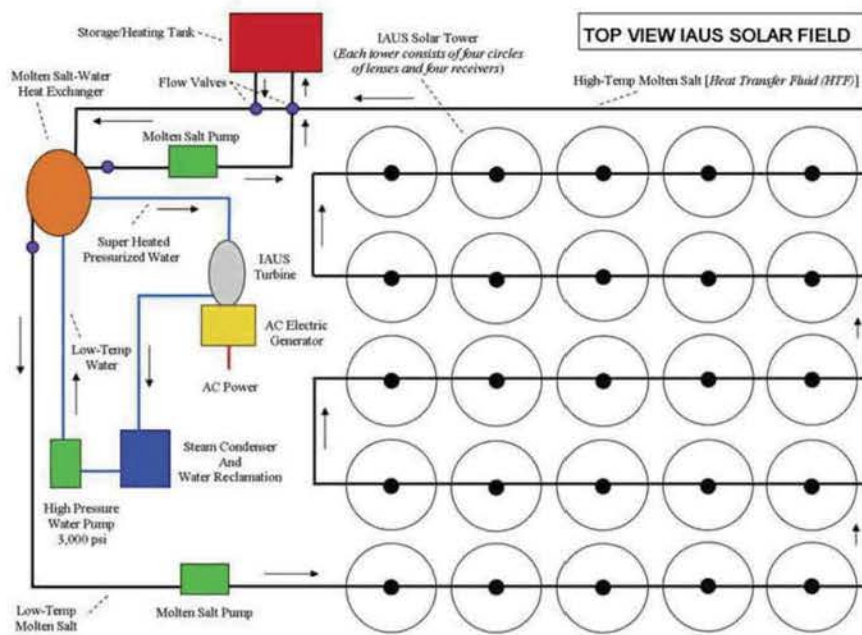 Storage/Heating Tank
IAUS Solar Tower
(Each tower consists of four circles
of lenses and four receivers)
TOP VIEW IAUS SOLAR FIELD
Molten Salt-Water
Heat Exchanger
Flow Valves
High-Temp Molten Salt [Heat Transfer Fluid (HTF)]
Molten Salt Pump
Super Heated
Pressurized Water
IAUS
Turbine
AC Electric
Generator
Low-Temp
Water
AC Power
Steam Condenser
And
Water Reclamation
High Pressure
Water Pump
3,000 psi
Low-Temp
Molten Salt
Molten Salt Pump